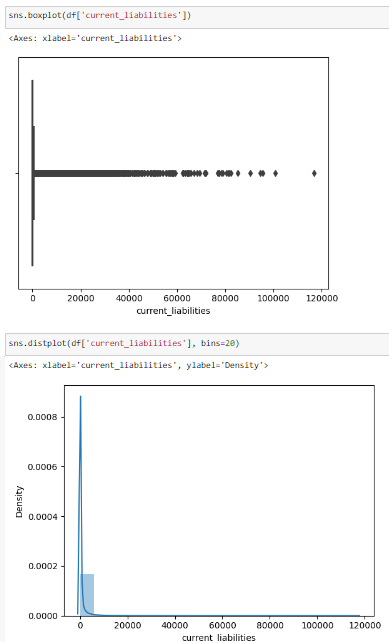 sns.boxplot(df['current_liabilities'])
<Axes: xlabel='current_liabilities'>
0 20000 40000 60000 80000 100000 120000
current_liabilities
sns.distplot(df['current_liabilities'], bins=20)
<Axes: xlabel='current_liabilities', ylabel='Density'>
0.0008
0.0006
Density
0.0004
0.0002
0.0000
0 20000 40000 60000 80000 100000 120000
current_liabilities